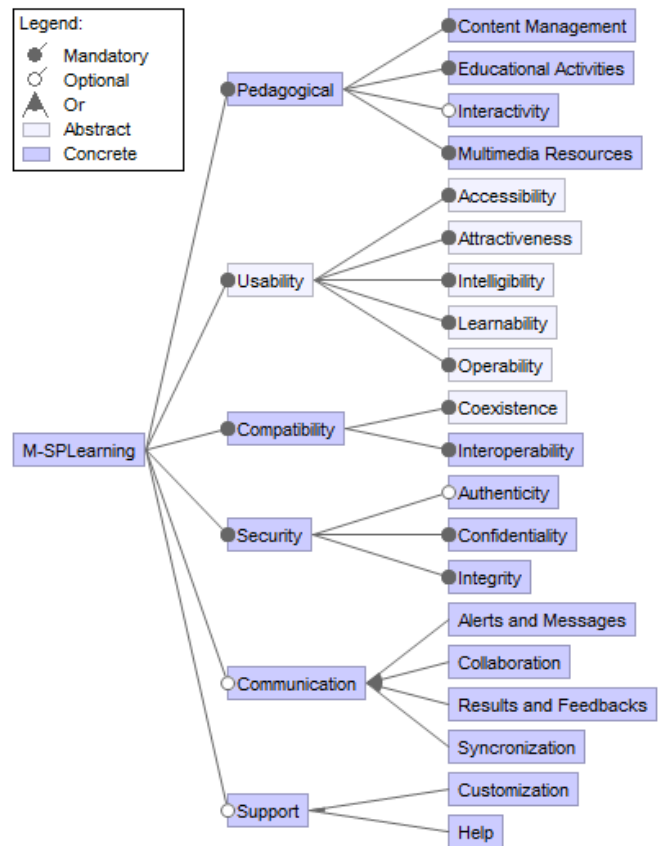 Legend:
Mandatory
Optional
Or
Abstract
Concrete
M-SPLearning
Pedagogical
Content Management
Educational Activities
Interactivity
Multimedia Resources
Usability
Accessibility
Attractiveness
Intelligibility
Learnability
Operability
Compatibility
Coexistence
Interoperability
Security
Authenticity
Confidentiality
Integrity
Communication
Alerts and Messages
Collaboration
Results and Feedbacks
Syncronization
Support
Customization
Help